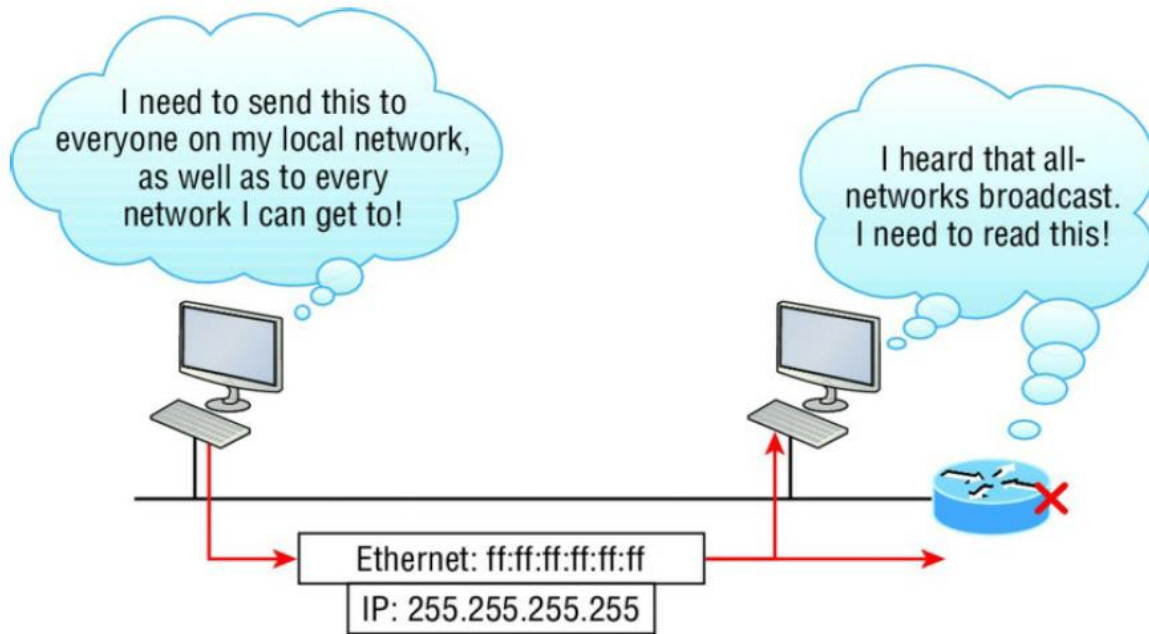 I need to send this to
everyone on my local network,
as well as to every
network I can get to!
I heard that all-
networks broadcast.
I need to read this!
Ethernet: ff:ff:ff:ff:ff:ff
IP: 255.255.255.255